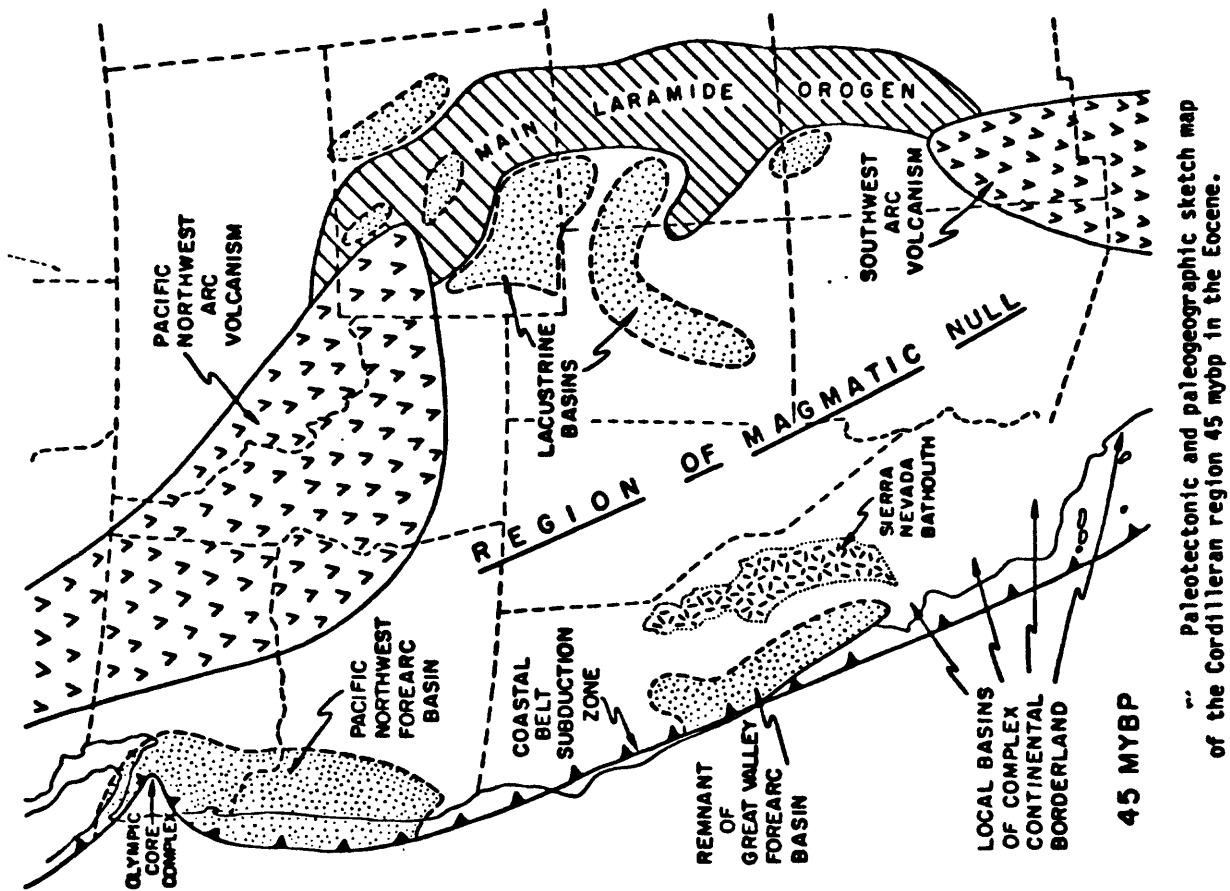 PACIFIC
NORTHWEST
ARC
VOLCANISM
MAIN LARAMIDE OROGEN
LACUSTRINE
BASINS
SOUTHWEST
ARC
VOLCANISM
REGION OF MAGMATIC NULL
OLYMPIC
CORE
COMPLEX
PACIFIC
NORTHWEST
FOREARC
BASIN
COASTAL
BELT
SUBDUCTION
ZONE
SIERRA
NEVADA
BATHOLITH
REMNANT
OF
GREAT VALLEY
FOREARC
BASIN
LOCAL BASINS
OF COMPLEX
CONTINENTAL
BORDERLAND
45 MYBP
Paleotectonic and paleogeographic sketch map
of the Cordilleran region 45 mybp in the Eocene.